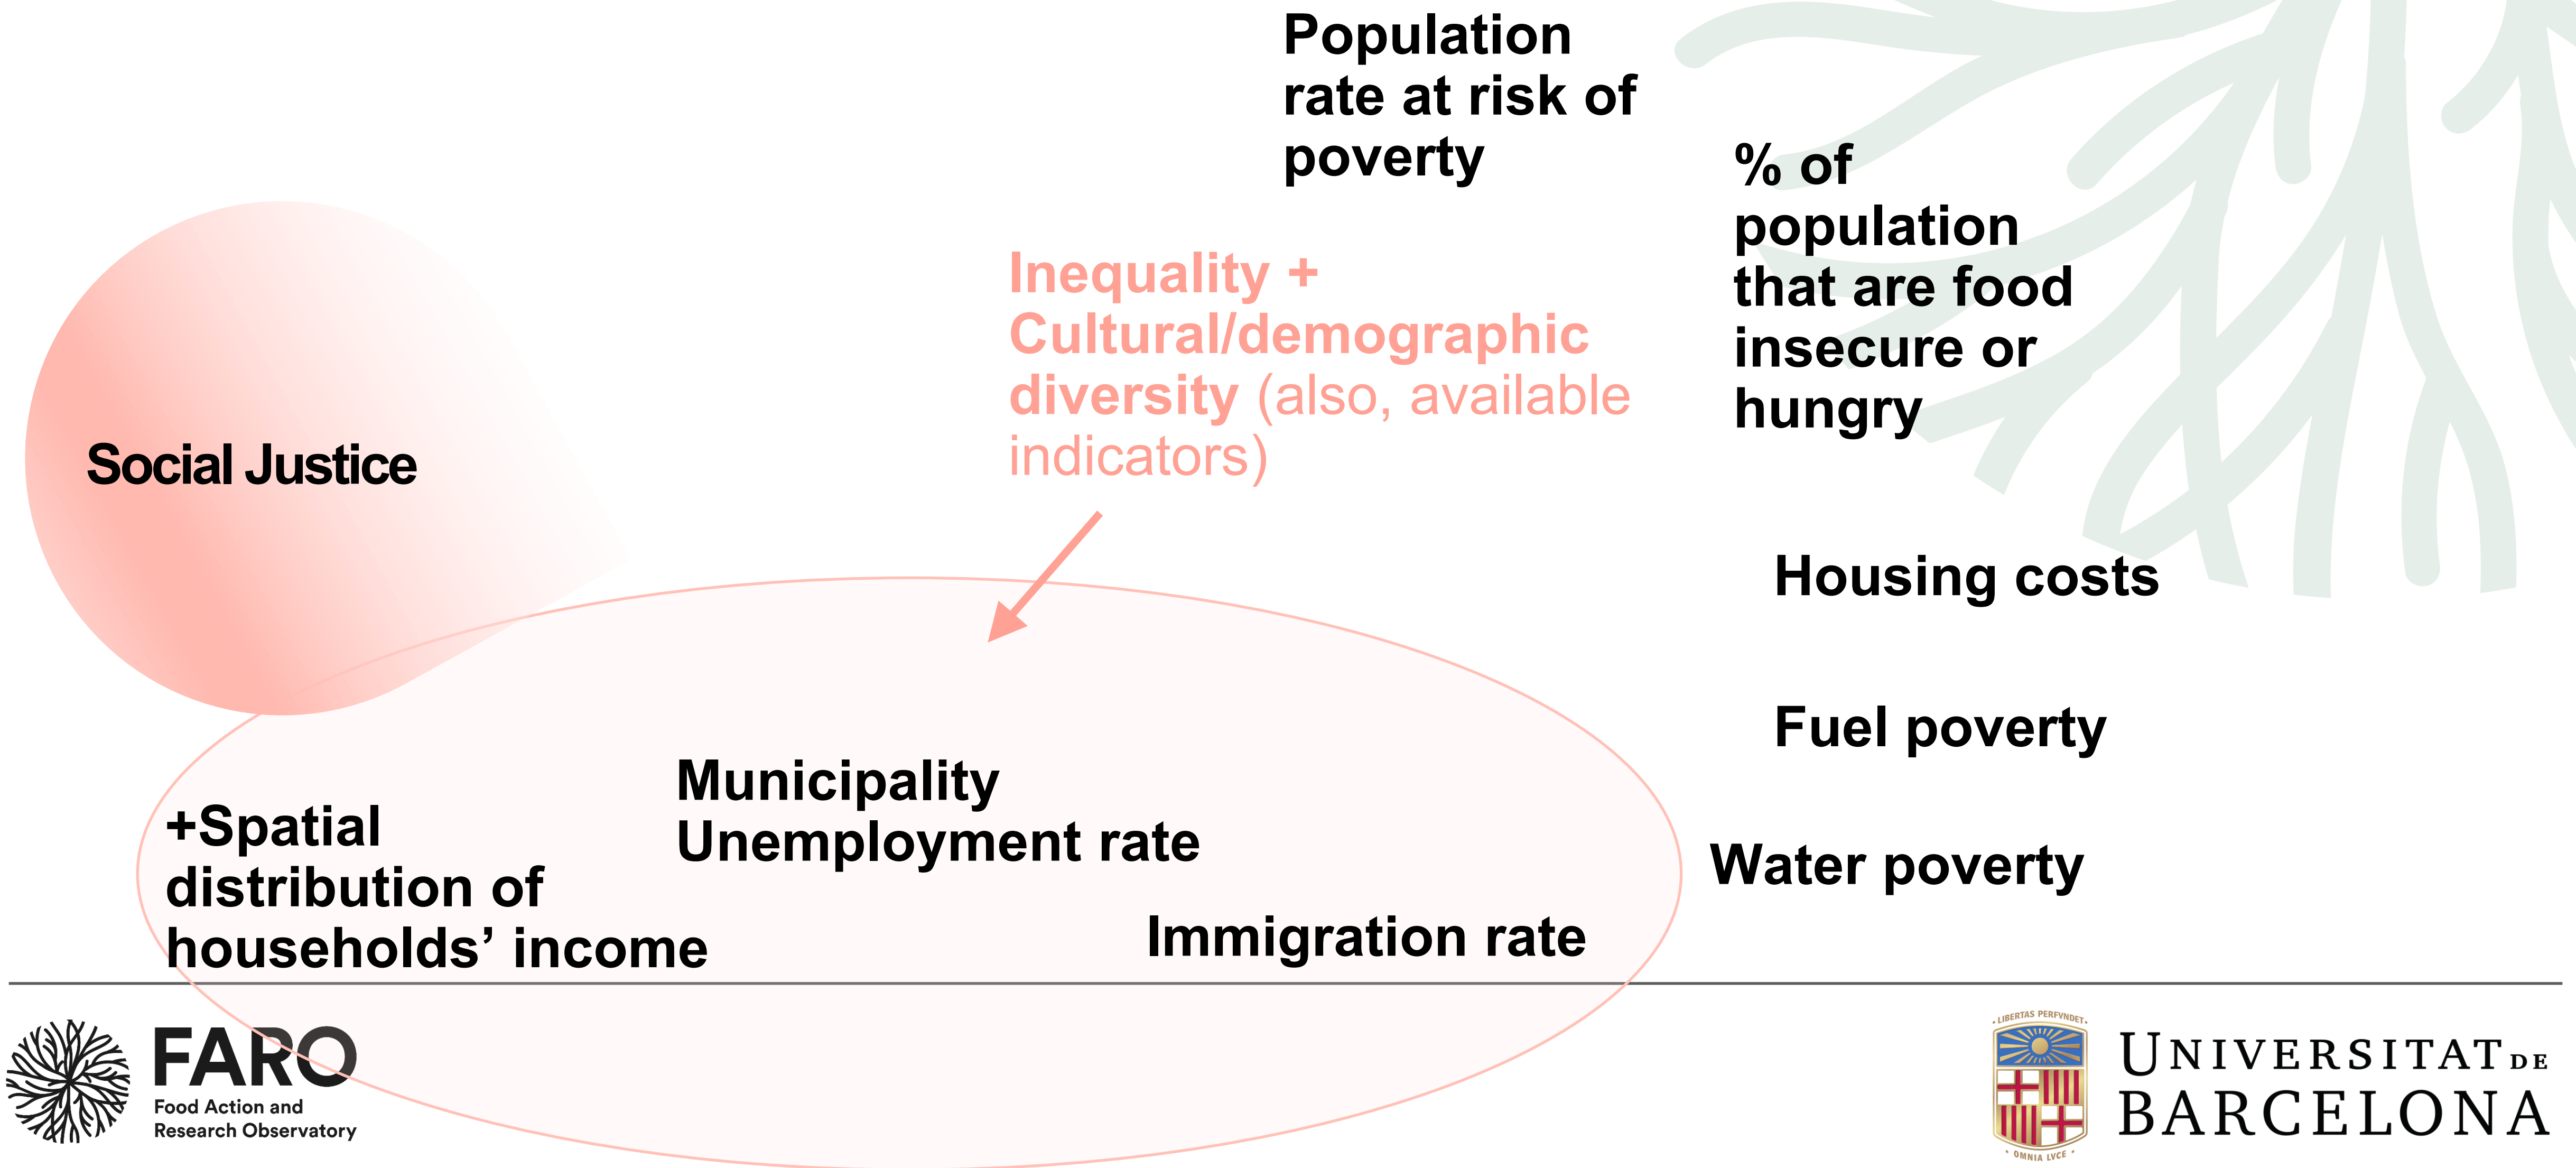 Population
rate at risk of
poverty
% of
population
that are food
insecure or
hungry
Inequality +
Cultural/demographic
diversity (also, available
indicators)
Social Justice
Housing costs
Fuel poverty
Municipality
Unemployment rate
+Spatial
distribution of
households’ income
Water poverty
Immigration rate
FARO
Food Action and
Research Observatory
• LIBERTAS PERFVNDET •
• OMNIA LVCE •
UNIVERSITAT DE
BARCELONA